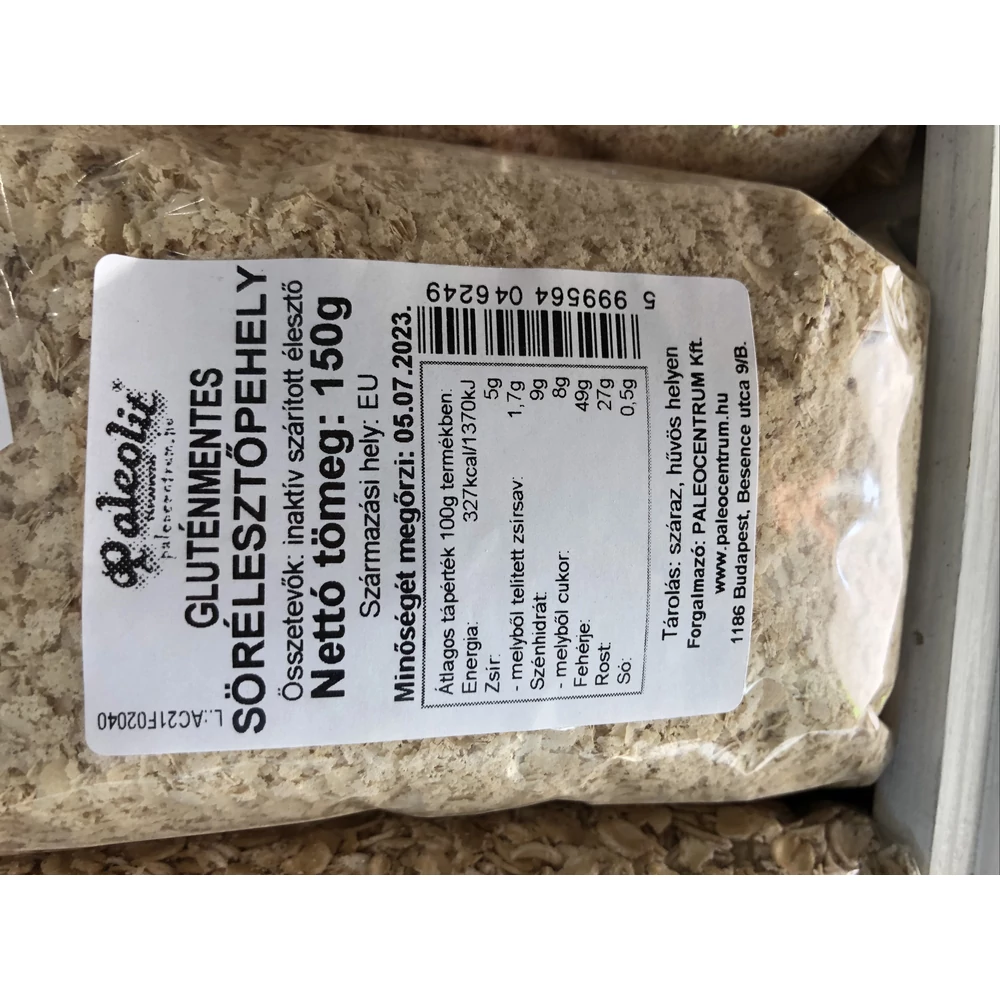 Paleolit
paleocentrum.hu
GLUTÉNMENTES
SÖRÉLESZTŐPEHELY
Összetevők: inaktív szárított élesztő
Nettó tömeg: 150g
Származási hely: EU
Minőségét megőrzi: 05.07.2023.
Átlagos tápérték 100g termékben:
Energia: 327kcal/1370kJ
Zsír: 5g
- melyből telített zsírsav: 1,7g
Szénhidrát: 9g
- melyből cukor: 8g
Fehérje: 49g
Rost: 27g
Só: 0,5g
5 999564 046249
Tárolás: száraz, hűvös helyen
Forgalmazó: PALEOCENTRUM Kft.
www.paleocentrum.hu
1186 Budapest, Besence utca 9/B.
L.:AC21F02040